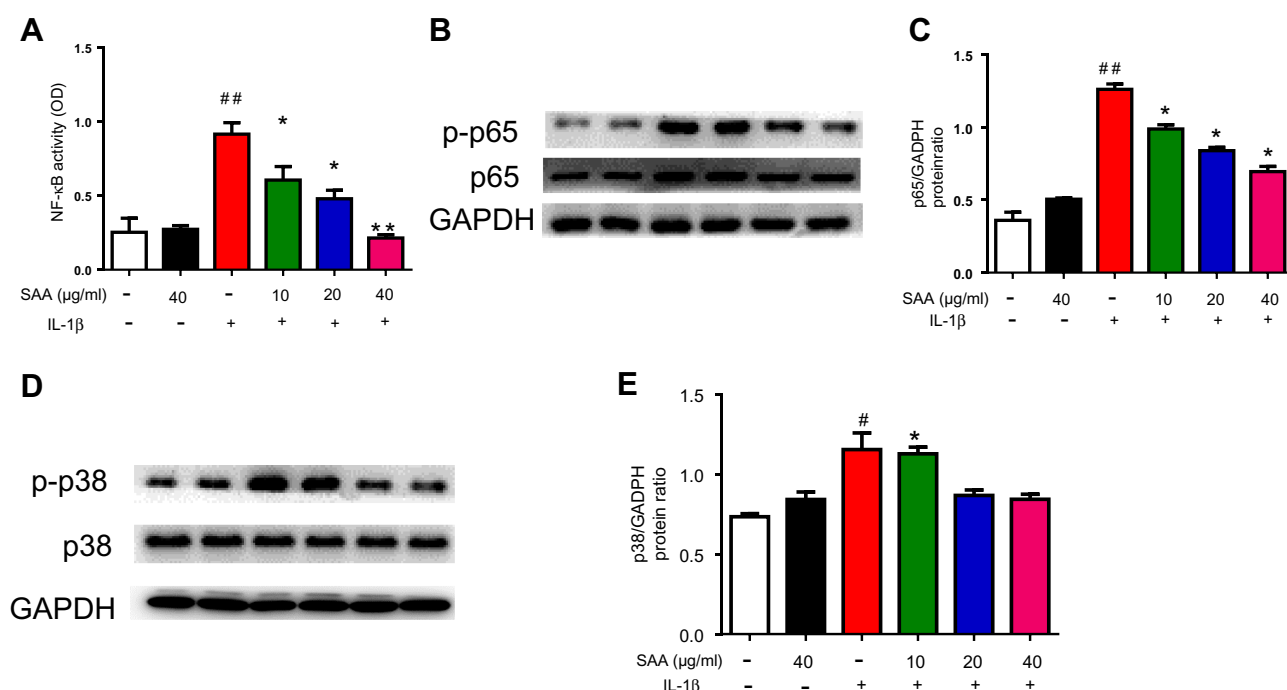 A
NF-κB activity (OD)
1.5
1.0
0.5
0.0
##
*
*
**
SAA (μg/ml) - 40 - 10 20 40
IL-1β - - + + + +
B
p-p65
p65
GAPDH
C
p65/GADPH
proteinratio
1.5
1.0
0.5
0.0
##
*
*
*
SAA (μg/ml) - 40 - 10 20 40
IL-1β - - + + + +
D
p-p38
p38
GAPDH
E
p38/GADPH
protein ratio
1.5
1.0
0.5
0.0
#
*
SAA (μg/ml) - 40 - 10 20 40
IL-1β - - + + + +